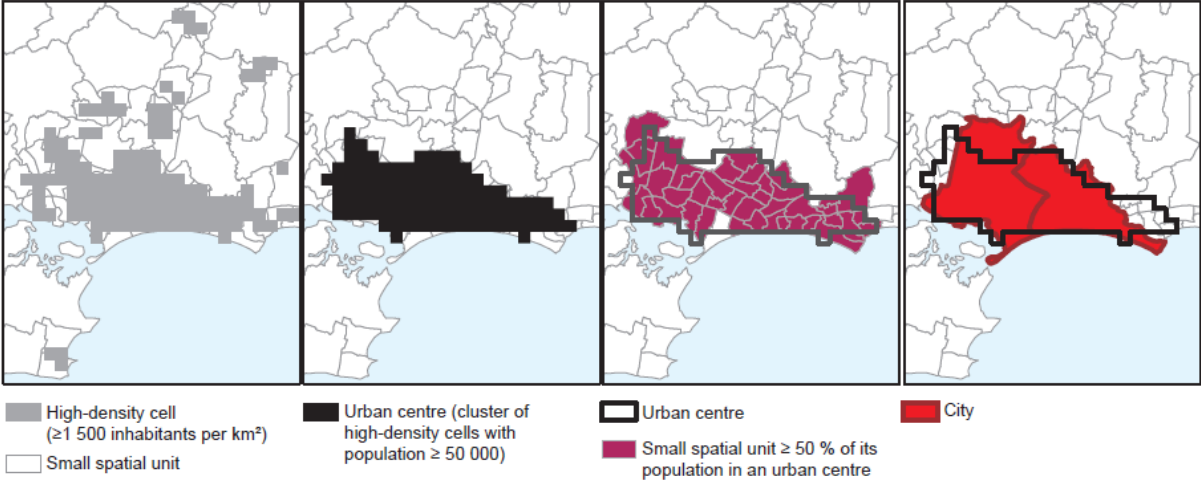 High-density cell
(≥1 500 inhabitants per km²)
Small spatial unit
Urban centre (cluster of
high-density cells with
population ≥ 50 000)
Urban centre
Small spatial unit ≥ 50 % of its
population in an urban centre
City